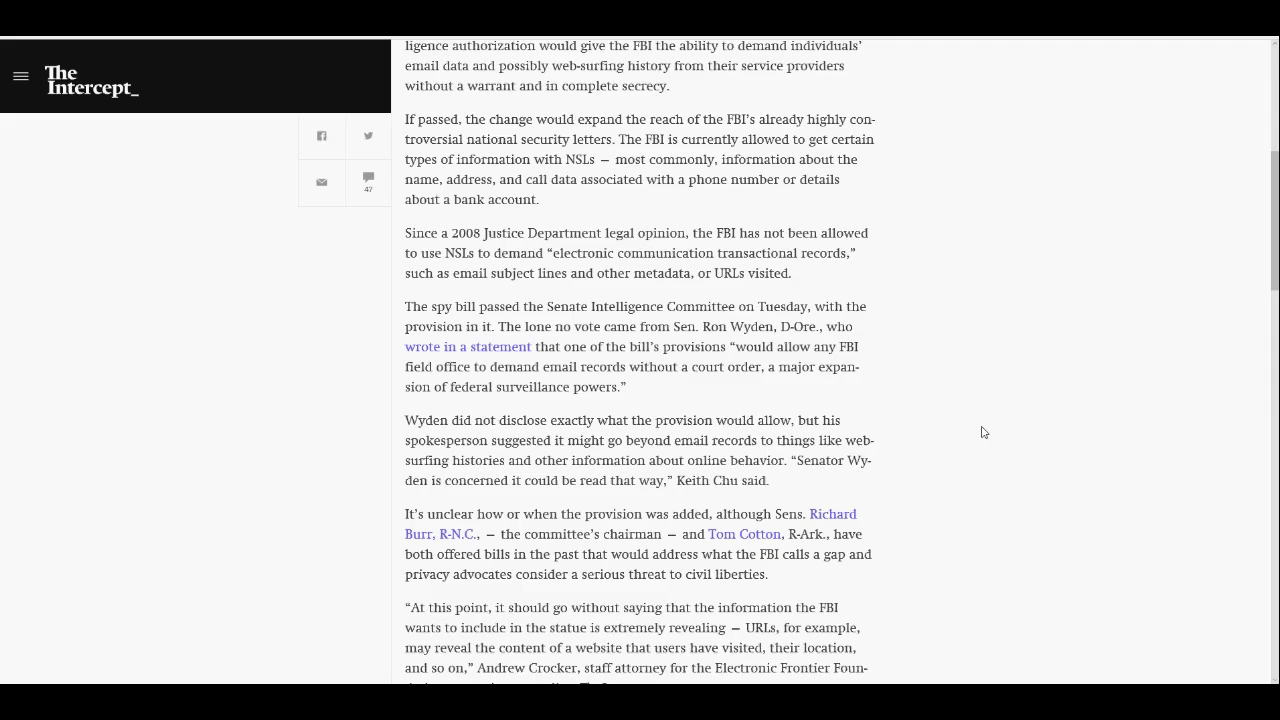 The
Intercept_
47
ligence authorization would give the FBI the ability to demand individuals'
email data and possibly web-surfing history from their service providers
without a warrant and in complete secrecy.
If passed, the change would expand the reach of the FBI's already highly con-
troversial national security letters. The FBI is currently allowed to get certain
types of information with NSLs — most commonly, information about the
name, address, and call data associated with a phone number or details
about a bank account.
Since a 2008 Justice Department legal opinion, the FBI has not been allowed
to use NSLs to demand “electronic communication transactional records,”
such as email subject lines and other metadata, or URLs visited.
The spy bill passed the Senate Intelligence Committee on Tuesday, with the
provision in it. The lone no vote came from Sen. Ron Wyden, D-Ore., who
wrote in a statement that one of the bill's provisions “would allow any FBI
field office to demand email records without a court order, a major expan-
sion of federal surveillance powers.”
Wyden did not disclose exactly what the provision would allow, but his
spokesperson suggested it might go beyond email records to things like web-
surfing histories and other information about online behavior. “Senator Wy-
den is concerned it could be read that way,” Keith Chu said.
It's unclear how or when the provision was added, although Sens. Richard
Burr, R-N.C., — the committee's chairman — and Tom Cotton, R-Ark., have
both offered bills in the past that would address what the FBI calls a gap and
privacy advocates consider a serious threat to civil liberties.
“At this point, it should go without saying that the information the FBI
wants to include in the statue is extremely revealing — URLs, for example,
may reveal the content of a website that users have visited, their location,
and so on,” Andrew Crocker, staff attorney for the Electronic Frontier Foun-